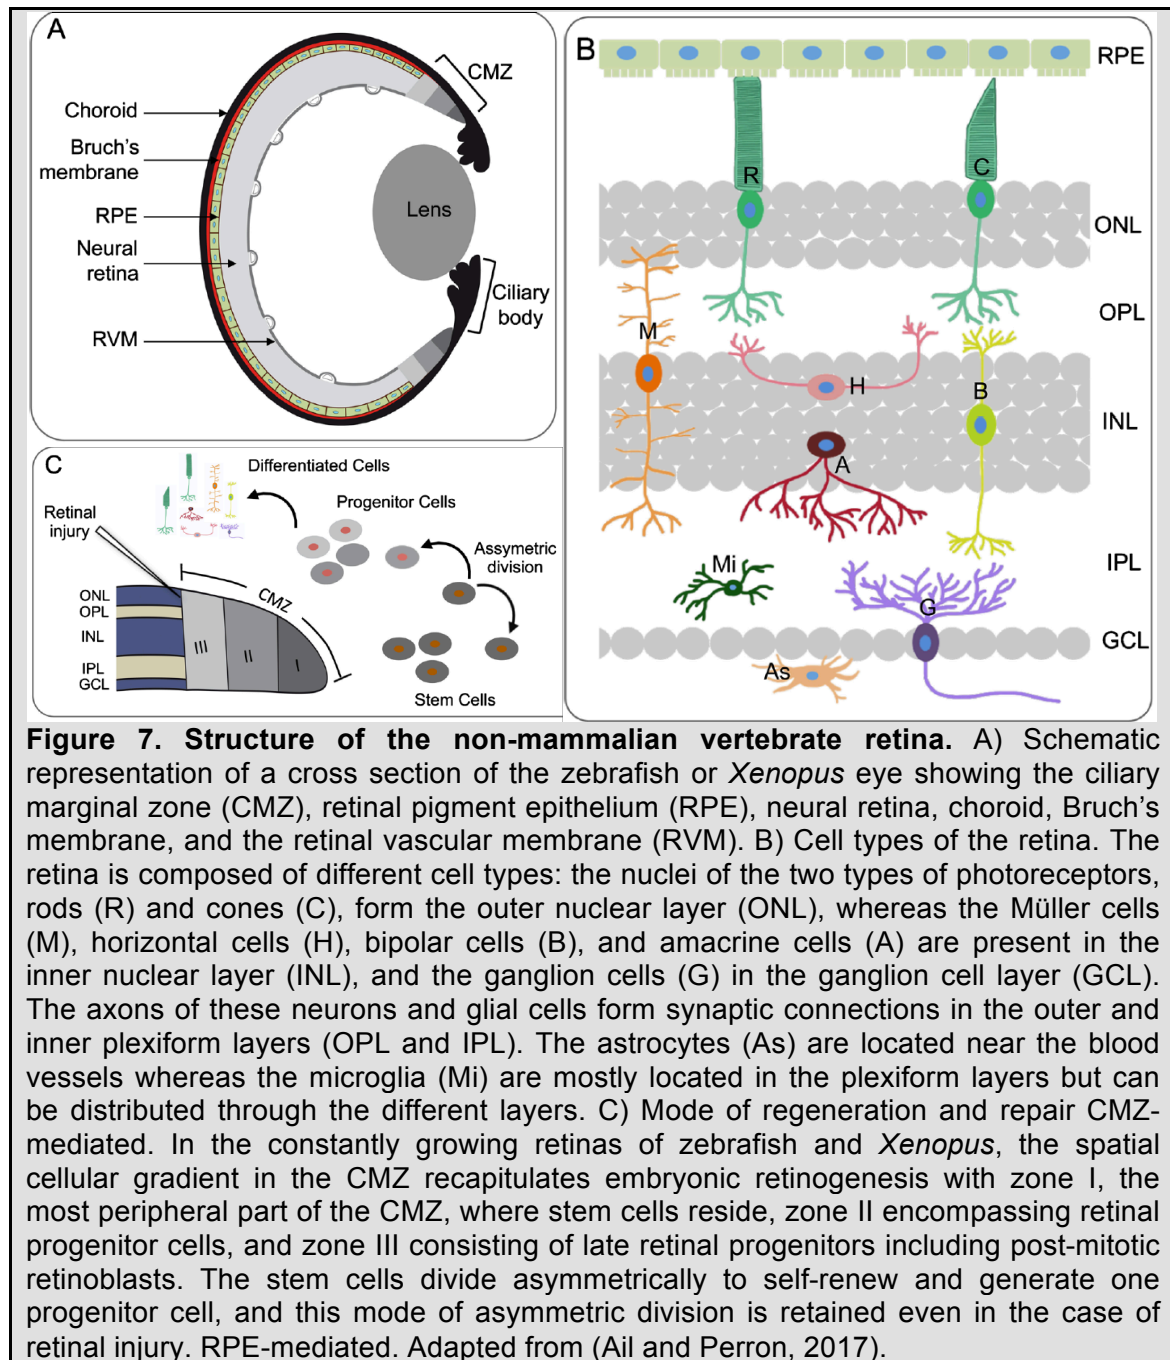 A
CMZ
Choroid
Bruch's
membrane
RPE
Neural
retina
RVM
Lens
Ciliary
body
B
RPE
R
C
ONL
OPL
M
H
B
INL
A
IPL
Mi
G
GCL
As
C
Differentiated Cells
Retinal
injury
Progenitor Cells
Assymetric
division
CMZ
ONL
OPL
INL
IPL
GCL
III
II
I
Stem Cells
Figure 7. Structure of the non-mammalian vertebrate retina. A) Schematic
representation of a cross section of the zebrafish or Xenopus eye showing the ciliary
marginal zone (CMZ), retinal pigment epithelium (RPE), neural retina, choroid, Bruch's
membrane, and the retinal vascular membrane (RVM). B) Cell types of the retina. The
retina is composed of different cell types: the nuclei of the two types of photoreceptors,
rods (R) and cones (C), form the outer nuclear layer (ONL), whereas the Müller cells
(M), horizontal cells (H), bipolar cells (B), and amacrine cells (A) are present in the
inner nuclear layer (INL), and the ganglion cells (G) in the ganglion cell layer (GCL).
The axons of these neurons and glial cells form synaptic connections in the outer and
inner plexiform layers (OPL and IPL). The astrocytes (As) are located near the blood
vessels whereas the microglia (Mi) are mostly located in the plexiform layers but can
be distributed through the different layers. C) Mode of regeneration and repair CMZ-
mediated. In the constantly growing retinas of zebrafish and Xenopus, the spatial
cellular gradient in the CMZ recapitulates embryonic retinogenesis with zone I, the
most peripheral part of the CMZ, where stem cells reside, zone II encompassing retinal
progenitor cells, and zone III consisting of late retinal progenitors including post-mitotic
retinoblasts. The stem cells divide asymmetrically to self-renew and generate one
progenitor cell, and this mode of asymmetric division is retained even in the case of
retinal injury. RPE-mediated. Adapted from (Ail and Perron, 2017).